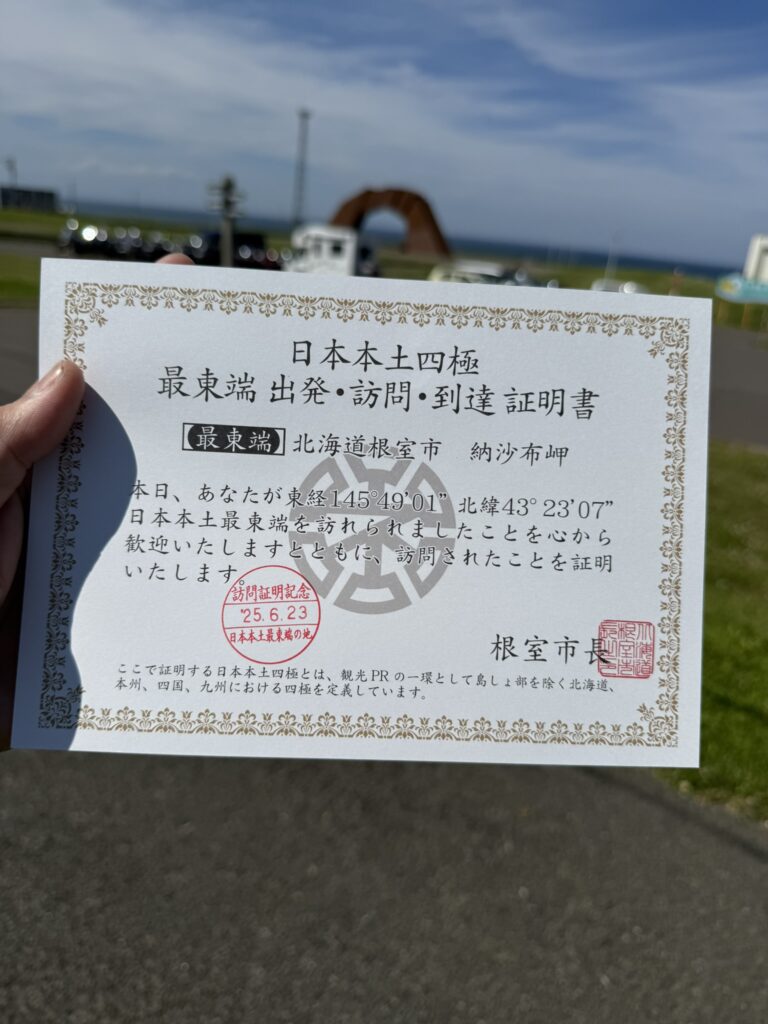 日本本土四極
最東端 出発・訪問・到達 証明書
【最東端】 北海道根室市 納沙布岬
本日、あなたが東経145°49’01” 北緯43°23’07”
日本本土最東端を訪れられましたことを心から
歓迎いたしますとともに、訪問されたことを証明
いたします。
訪問証明記念
’25.6.23
日本本土最東端の地
根室市長
ここで証明する日本本土四極とは、観光PRの一環として島しょ部を除く北海道、
本州、四国、九州における四極を定義しています。